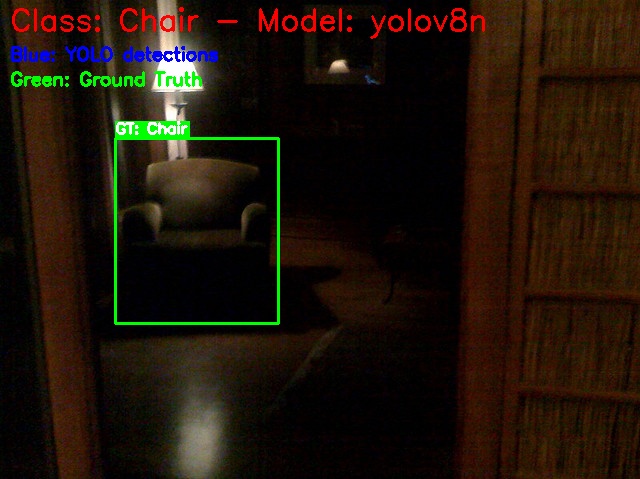 Class: Chair - Model: yolov8n
Blue: YOLO detections
Green: Ground Truth
GT: Chair